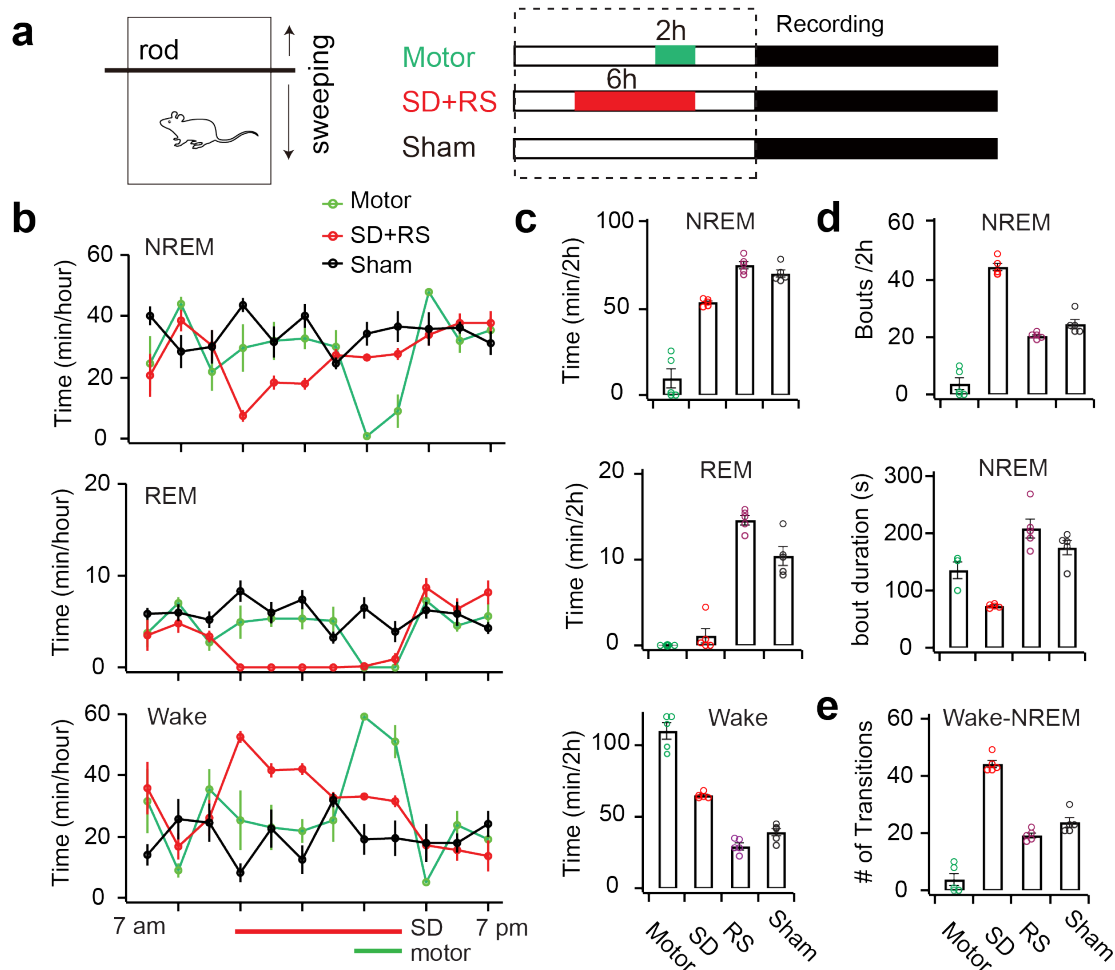 a
rod
sweeping
2h
Recording
Motor
6h
SD+RS
Sham
b
Motor
SD+RS
Sham
NREM
60
40
20
0
Time (min/hour)
REM
20
10
0
Time (min/hour)
Wake
60
40
20
0
Time (min/hour)
7 am
SD
7 pm
motor
c
NREM
100
50
0
Time (min/2h)
REM
20
10
0
Time (min/2h)
Wake
100
50
0
Time (min/2h)
Motor
SD
RS
Sham
d
NREM
60
40
20
0
Bouts /2h
NREM
300
200
100
0
bout duration (s)
e
Wake-NREM
60
40
20
0
# of Transitions
Motor
SD
RS
Sham